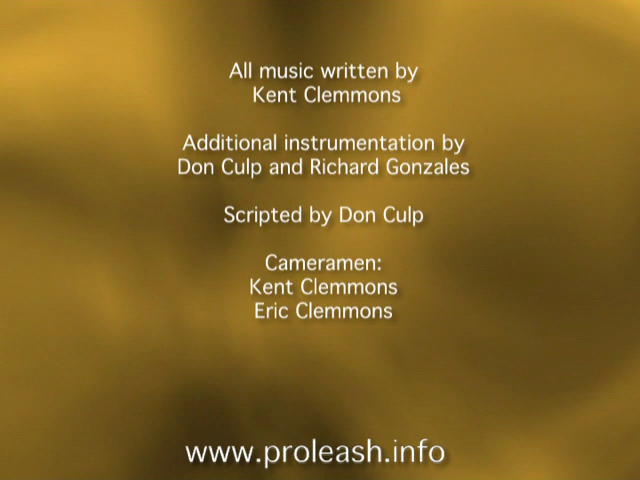 All music written by
Kent Clemmons
Additional instrumentation by
Don Culp and Richard Gonzales
Scripted by Don Culp
Cameramen:
Kent Clemmons
Eric Clemmons
www.proleash.info